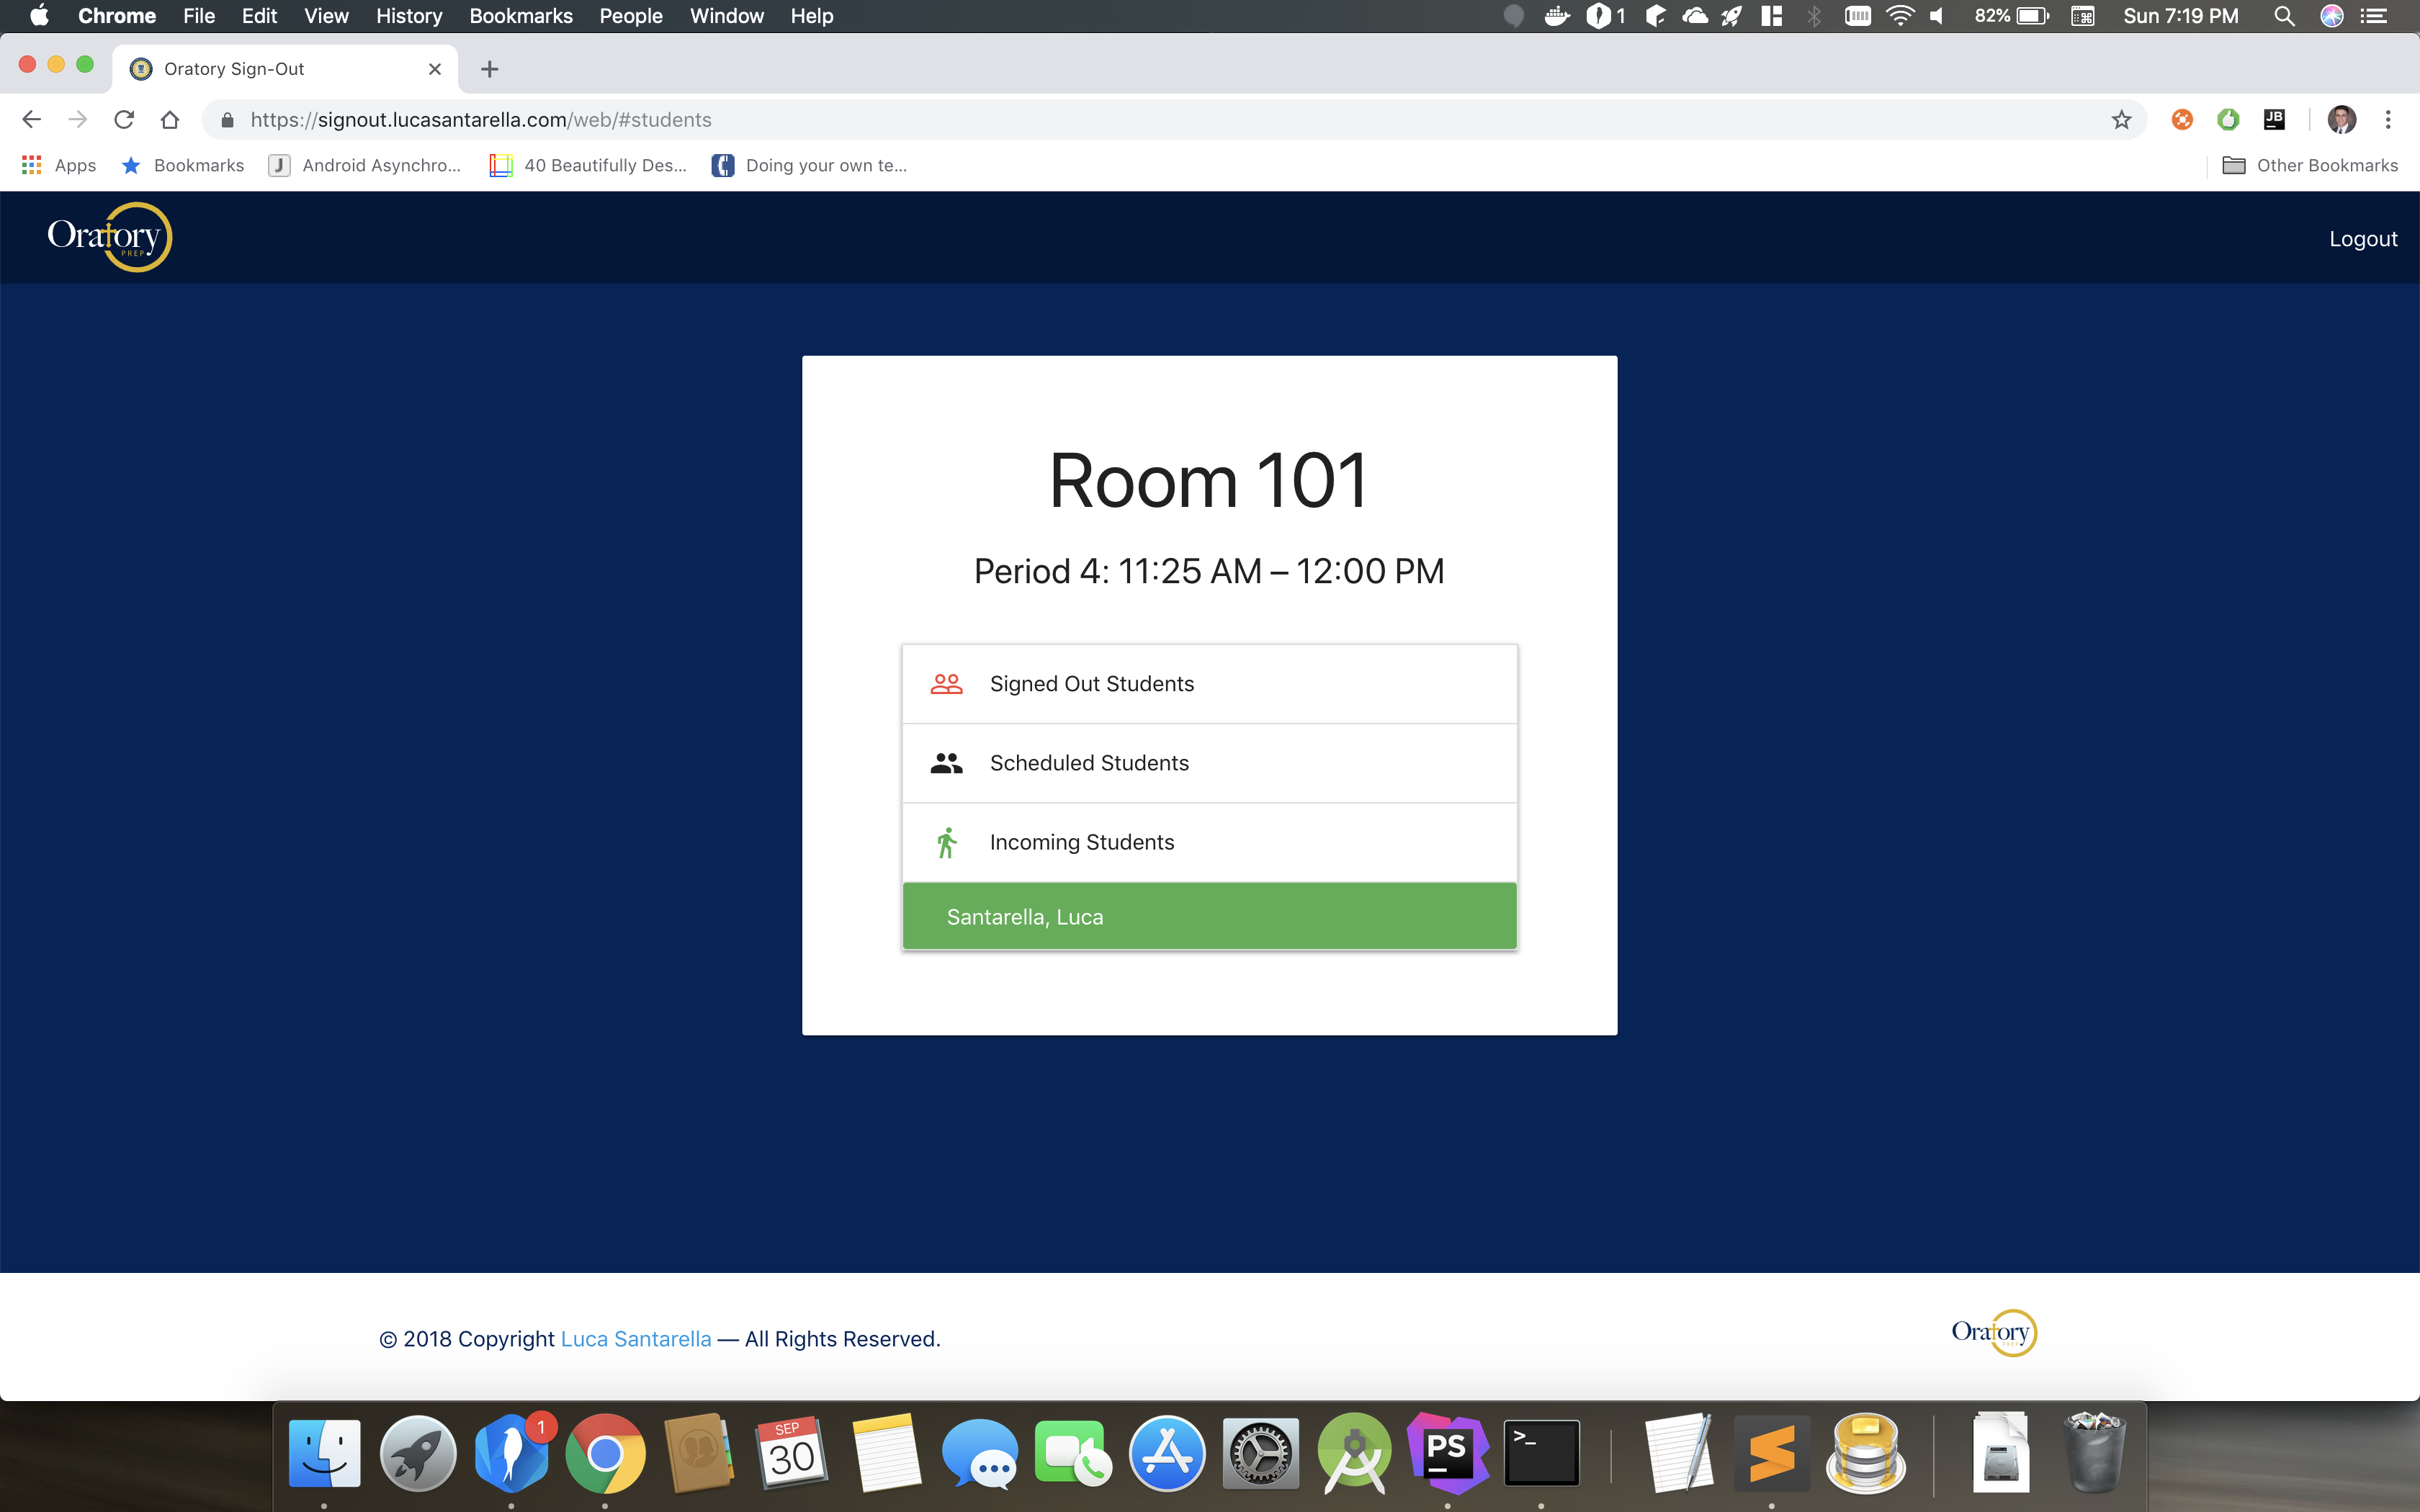 Chrome File Edit View History Bookmarks People Window Help 1 82% Sun 7:19 PM
Oratory Sign-Out
https://signout.lucasantarella.com/web/#students JB
Apps Bookmarks J Android Asynchro... 40 Beautifully Des... Doing your own te... Other Bookmarks
Oratory
PREP
Logout
Room 101
Period 4: 11:25 AM – 12:00 PM
Signed Out Students
Scheduled Students
Incoming Students
Santarella, Luca
© 2018 Copyright Luca Santarella — All Rights Reserved.
Oratory
PREP
1
SEP
30
PS
>_